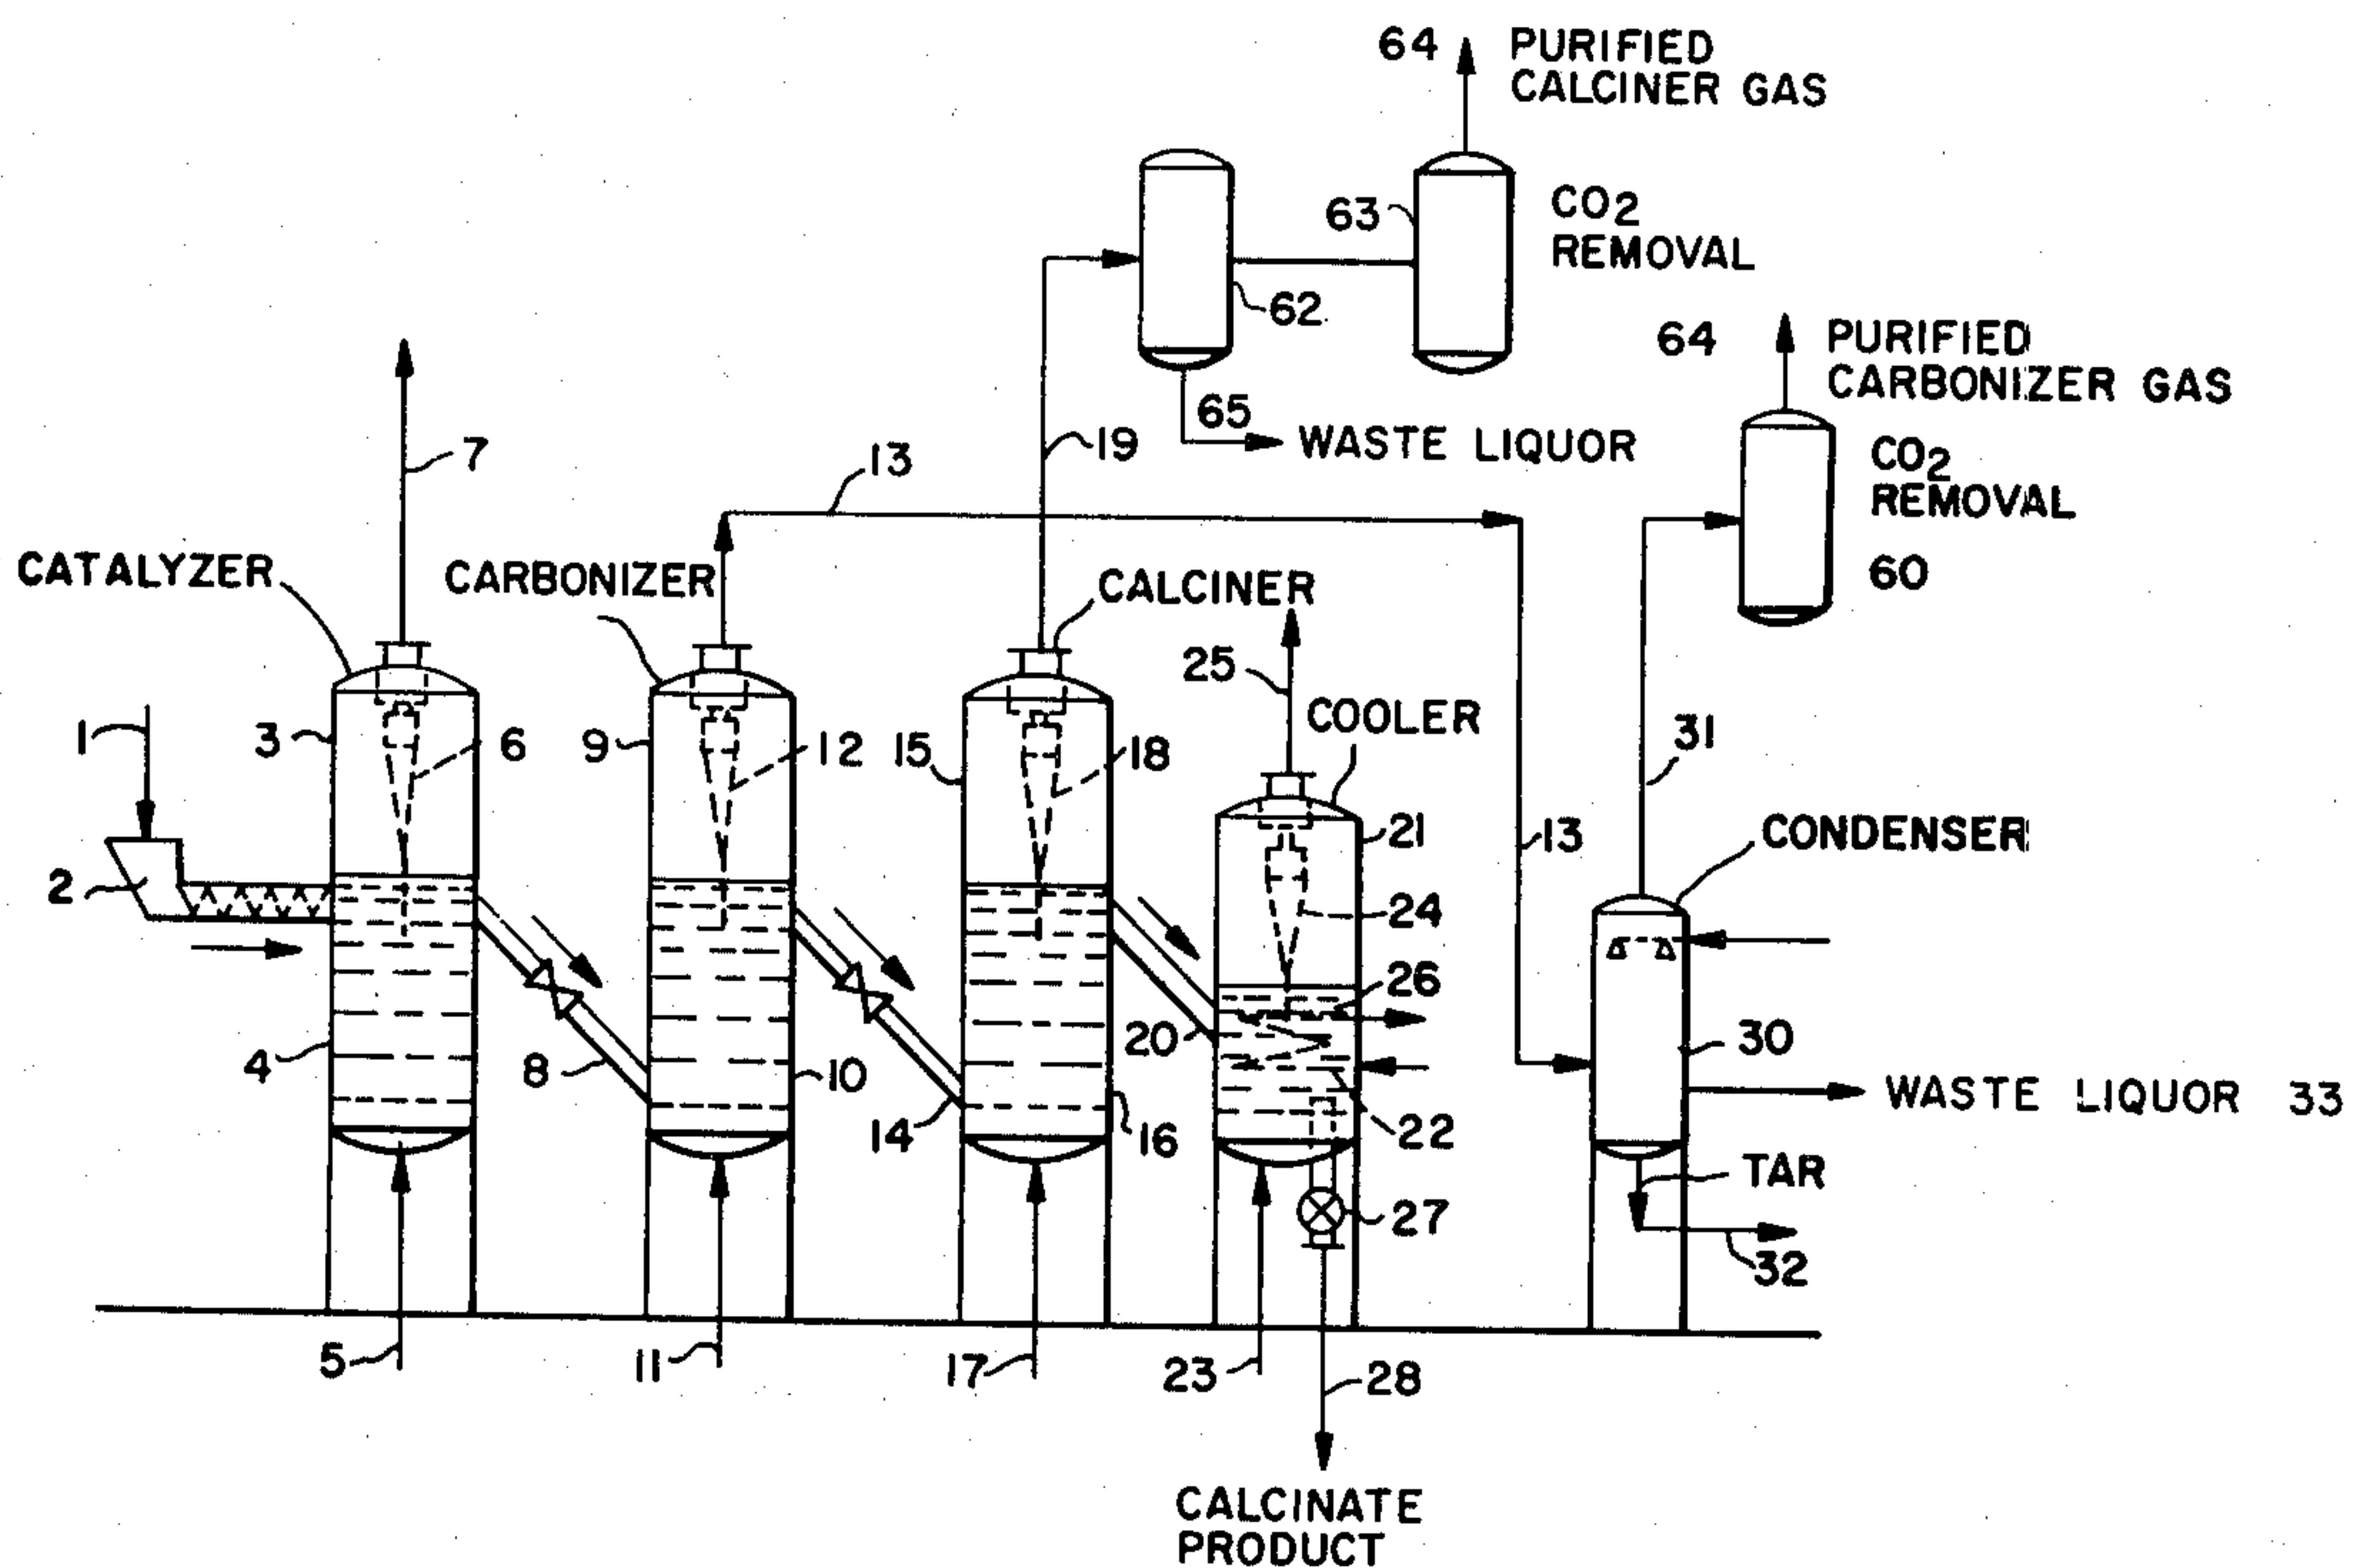 64 PURIFIED
CALCINER GAS
63
CO2
REMOVAL
62
64 PURIFIED
CARBONIZER GAS
65
WASTE LIQUOR
7
13
19
CO2
REMOVAL
60
CATALYZER
CARBONIZER
CALCINER
25
COOLER
1
3
6
9
12
15
18
31
21
13
CONDENSER
2
24
26
20
30
4
8
10
14
16
22
WASTE LIQUOR 33
TAR
27
32
5
11
17
23
28
CALCINATE
PRODUCT